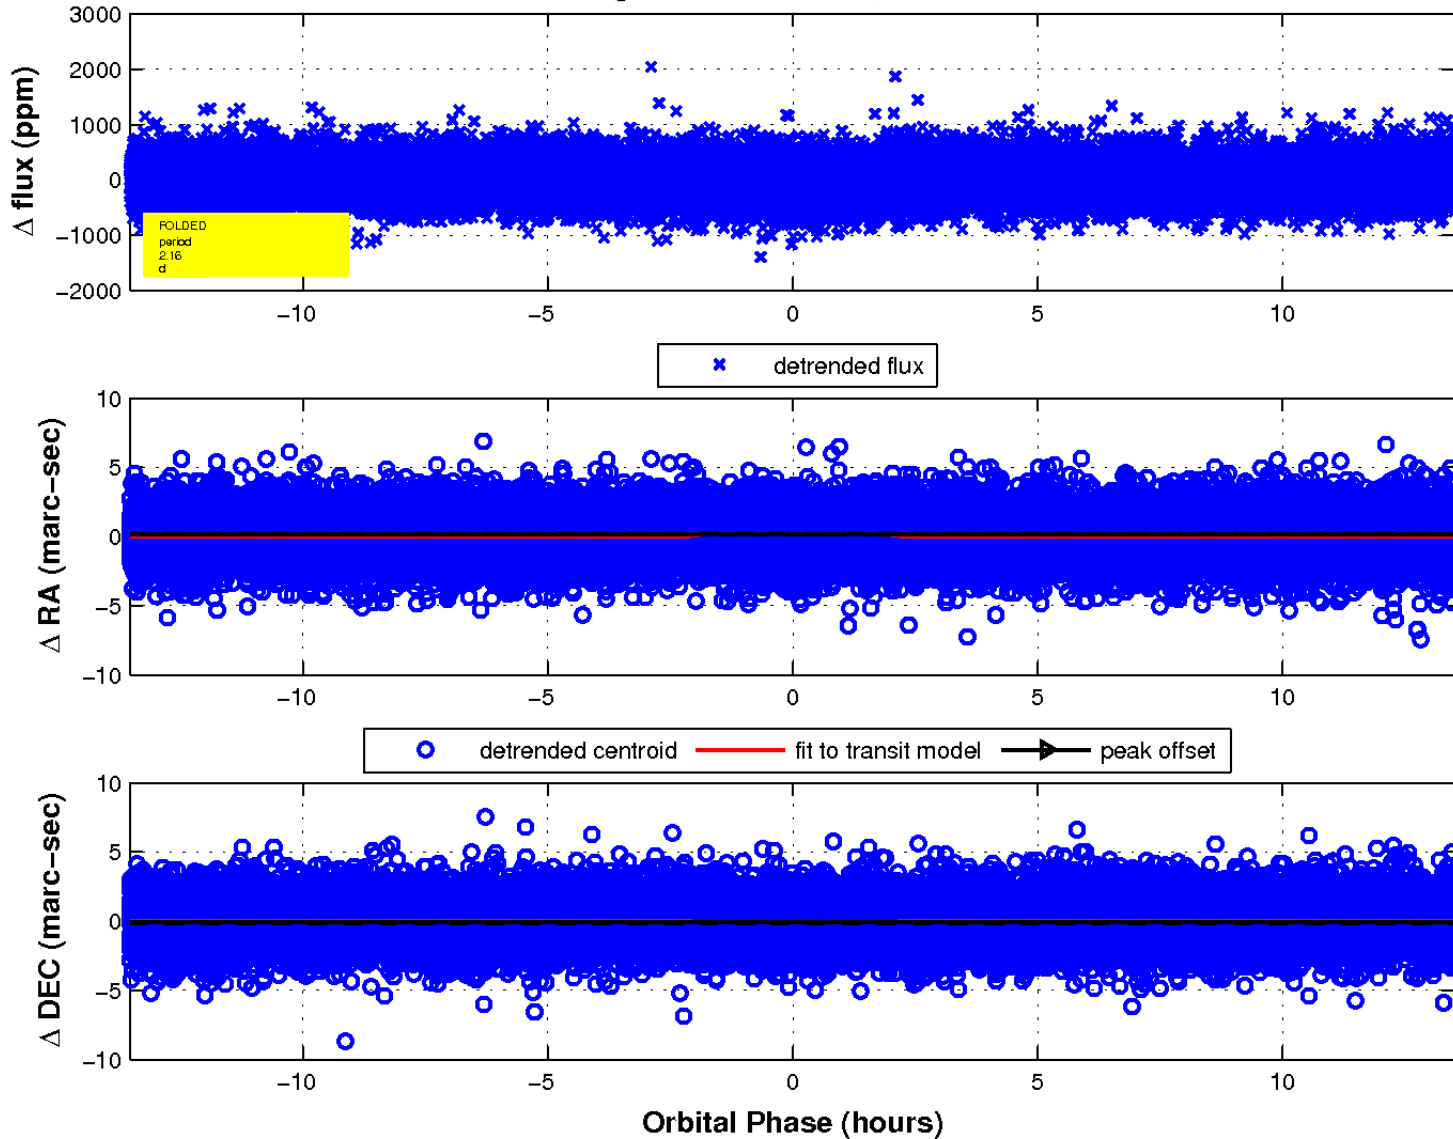 3000
2000
1000
0
−1000
−2000
Δ flux (ppm)
FOLDED
period
2.16
d
−10 −5 0 5 10
detrended flux
10
5
0
−5
−10
Δ RA (marc−sec)
−10 −5 0 5 10
detrended centroid fit to transit model peak offset
10
5
0
−5
−10
Δ DEC (marc−sec)
−10 −5 0 5 10
Orbital Phase (hours)